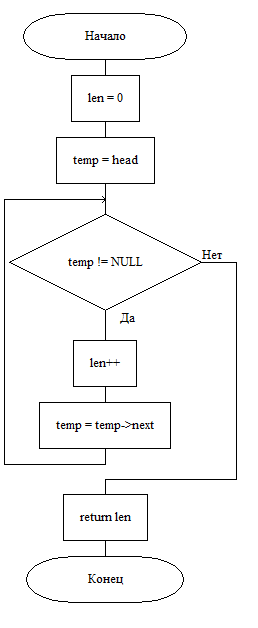 Начало
len = 0
temp = head
temp != NULL
Нет
Да
len++
temp = temp->next
return len
Конец